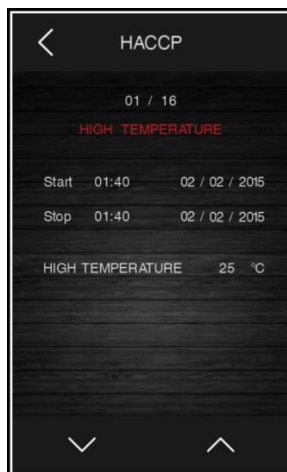 HACCP
01 / 16
HIGH TEMPERATURE
Start 01:40 02 / 02 / 2015
Stop 01:40 02 / 02 / 2015
HIGH TEMPERATURE 25 °C